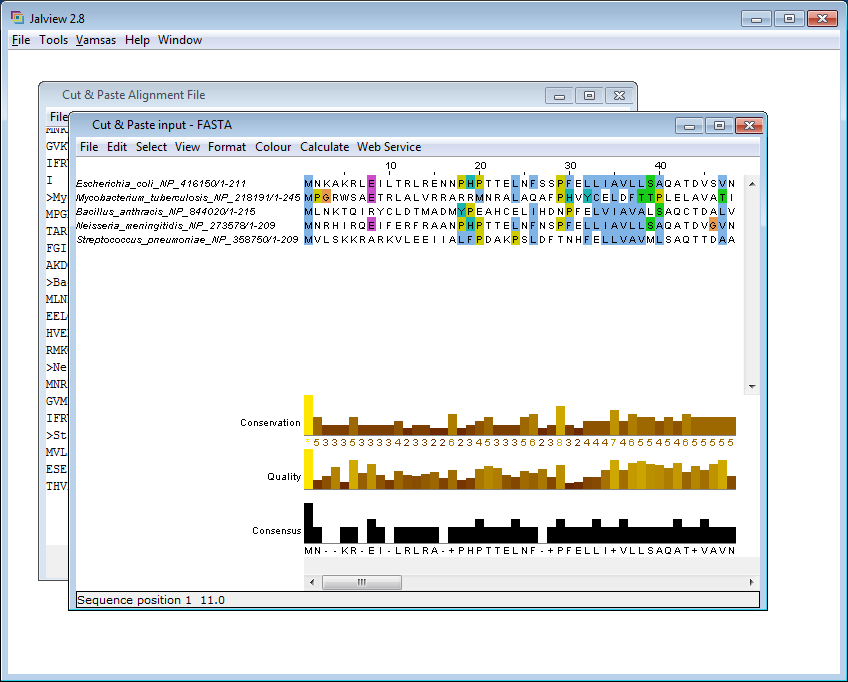 Jalview 2.8
File Tools Vamsas Help Window
Cut & Paste Alignment File
File
Cut & Paste input - FASTA
File Edit Select View Format Colour Calculate Web Service
10 20 30 40
Escherichia_coli_NP_416150/1-211 MNKAKRLEILTRLRENNPHPTTELNFSSPFELLIAVLLSAQATDVSVN
Mycobacterium_tuberculosis_NP_218191/1-245 MPGRWSAETRLALVRRARRMNRALAQAFPHVYCELDFTTPLELAVATI
Bacillus_anthracis_NP_844020/1-215 MLNKTQIRYCLDTMADMYPEAHCELIHDNPFELVIAVALSAQCTDALV
Neisseria_meningitidis_NP_273578/1-209 MNRHIRQEIFERFRAANPHPTTELNFNSPFELLIAVLLSAQATDVGVN
Streptococcus_pneumoniae_NP_358750/1-209 MVLSKKRARKVLEEIIALFPDAKPSLDFTNHFELLVAVMLSAQTTDAA
GVK
IFR
I
>My
MPG
TAR
FGI
AKD
>Ba
MLN
EEL
HVE
RMK
>Ne
MNR
GVM
IFR
>St
MVL
ESE
THV
Conservation
Quality
Consensus
MN--KR-EI-LRLRA-+PHPTTELNF-+PFELLI+VLLSAQAT+VAVN
Sequence position 1 11.0